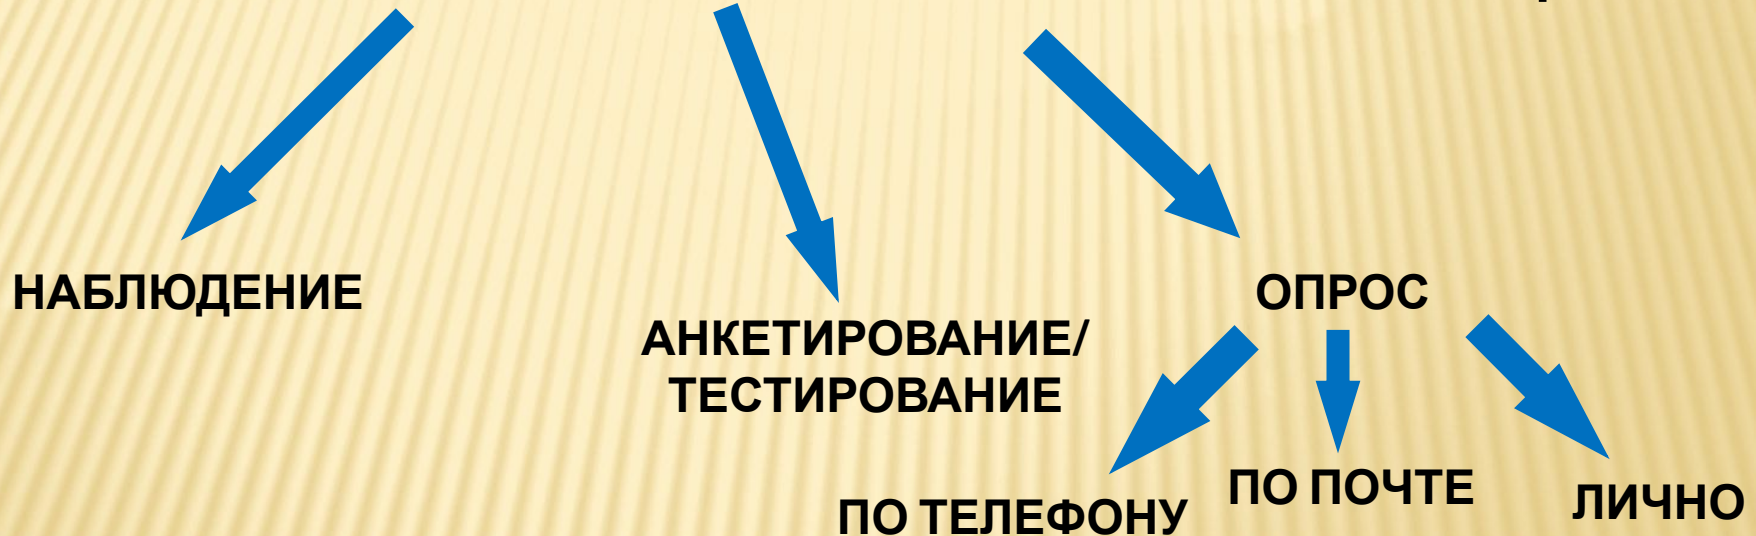 НАБЛЮДЕНИЕ
АНКЕТИРОВАНИЕ/
ТЕСТИРОВАНИЕ
ОПРОС
ПО ТЕЛЕФОНУ
ПО ПОЧТЕ
ЛИЧНО